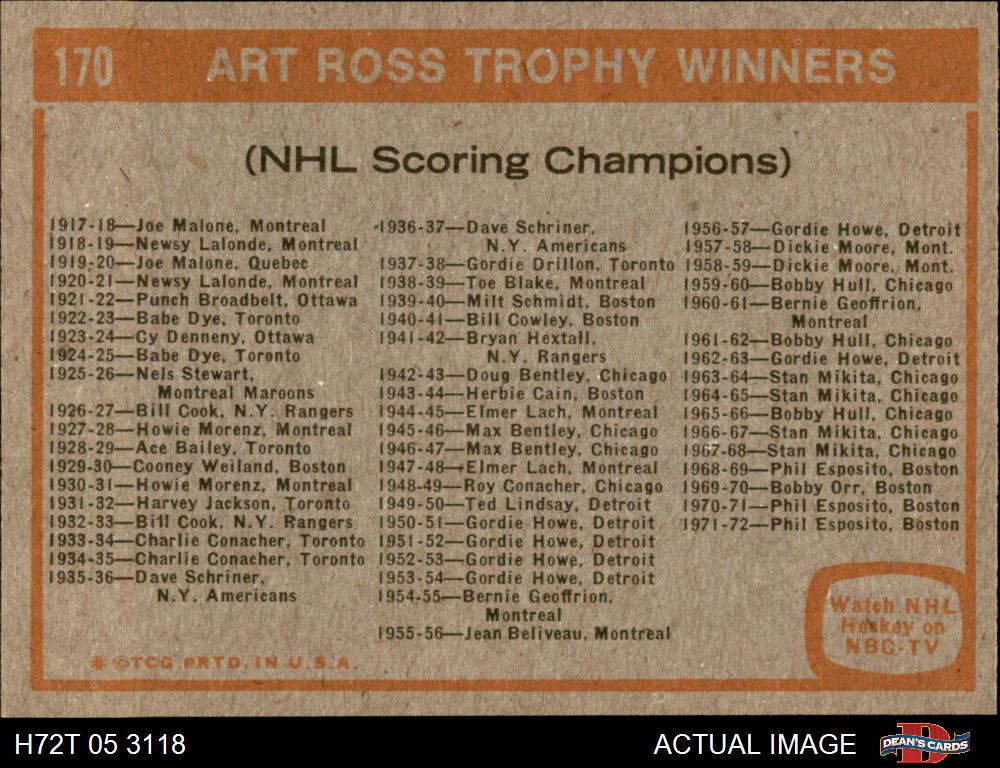 170 ART ROSS TROPHY WINNERS
(NHL Scoring Champions)
1917-18—Joe Malone, Montreal
1918-19—Newsy Lalonde, Montreal
1919-20—Joe Malone, Quebec
1920-21—Newsy Lalonde, Montreal
1921-22—Punch Broadbelt, Ottawa
1922-23—Babe Dye, Toronto
1923-24—Cy Denneny, Ottawa
1924-25—Babe Dye, Toronto
1925-26—Nels Stewart,
Montreal Maroons
1926-27—Bill Cook, N.Y. Rangers
1927-28—Howie Morenz, Montreal
1928-29—Ace Bailey, Toronto
1929-30—Cooney Weiland, Boston
1930-31—Howie Morenz, Montreal
1931-32—Harvey Jackson, Toronto
1932-33—Bill Cook, N.Y. Rangers
1933-34—Charlie Conacher, Toronto
1934-35—Charlie Conacher, Toronto
1935-36—Dave Schriner,
N.Y. Americans
1936-37—Dave Schriner,
N.Y. Americans
1937-38—Gordie Drillon, Toronto
1938-39—Toe Blake, Montreal
1939-40—Milt Schmidt, Boston
1940-41—Bill Cowley, Boston
1941-42—Bryan Hextall,
N.Y. Rangers
1942-43—Doug Bentley, Chicago
1943-44—Herbie Cain, Boston
1944-45—Elmer Lach, Montreal
1945-46—Max Bentley, Chicago
1946-47—Max Bentley, Chicago
1947-48—Elmer Lach, Montreal
1948-49—Roy Conacher, Chicago
1949-50—Ted Lindsay, Detroit
1950-51—Gordie Howe, Detroit
1951-52—Gordie Howe, Detroit
1952-53—Gordie Howe, Detroit
1953-54—Gordie Howe, Detroit
1954-55—Bernie Geoffrion,
Montreal
1955-56—Jean Beliveau, Montreal
1956-57—Gordie Howe, Detroit
1957-58—Dickie Moore, Mont.
1958-59—Dickie Moore, Mont.
1959-60—Bobby Hull, Chicago
1960-61—Bernie Geoffrion,
Montreal
1961-62—Bobby Hull, Chicago
1962-63—Gordie Howe, Detroit
1963-64—Stan Mikita, Chicago
1964-65—Stan Mikita, Chicago
1965-66—Bobby Hull, Chicago
1966-67—Stan Mikita, Chicago
1967-68—Stan Mikita, Chicago
1968-69—Phil Esposito, Boston
1969-70—Bobby Orr, Boston
1970-71—Phil Esposito, Boston
1971-72—Phil Esposito, Boston
Watch NHL
Hockey on
NBC-TV
* ©TCG PRTD. IN U.S.A.
H72T 05 3118
ACTUAL IMAGE
DEAN'S CARDS